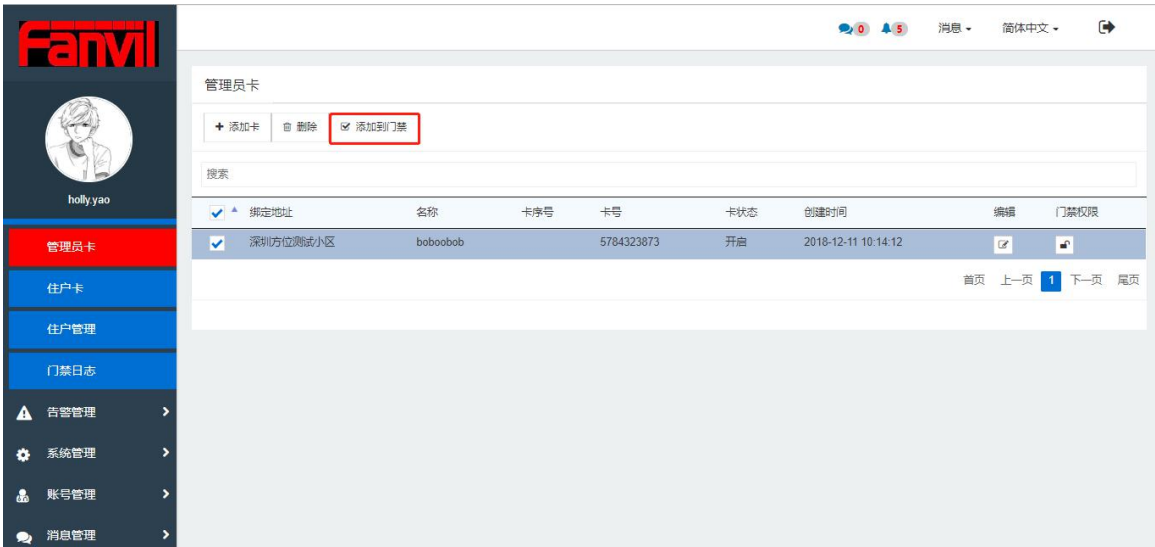 Fanvil
0 5 消息 简体中文
holly.yao
管理员卡
住户卡
住户管理
门禁日志
告警管理
系统管理
账号管理
消息管理
管理员卡
添加卡 删除 添加到门禁
搜索
绑定地址 名称 卡序号 卡号 卡状态 创建时间 编辑 门禁权限
深圳方位测试小区 boboobob 5784323873 开启 2018-12-11 10:14:12
首页 上一页 1 下一页 尾页